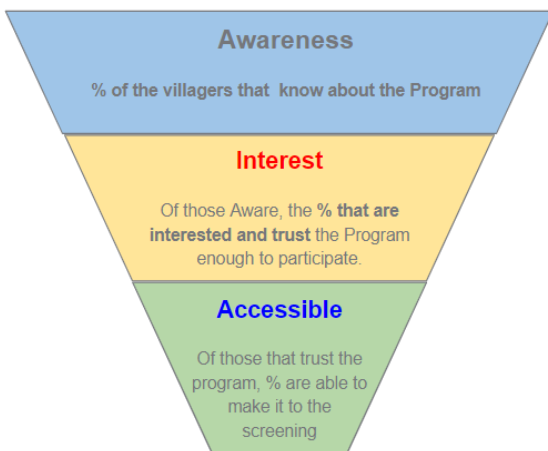 Awareness
% of the villagers that know about the Program
Interest
Of those Aware, the % that are
interested and trust the Program
enough to participate.
Accessible
Of those that trust the
program, % are able to
make it to the
screening